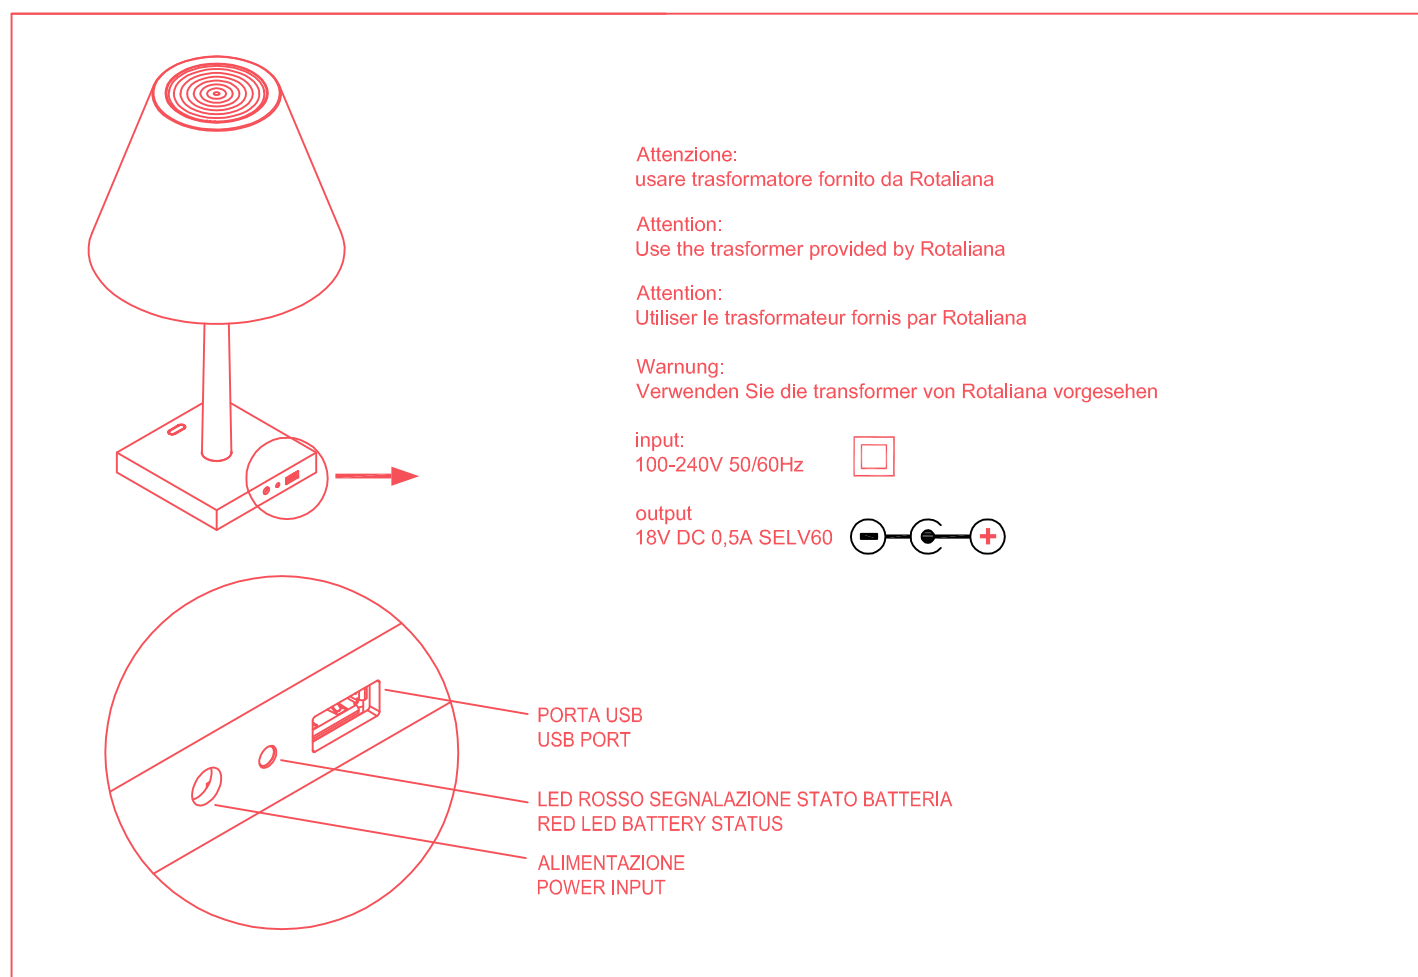 Attenzione:
usare trasformatore fornito da Rotaliana
Attention:
Use the trasformer provided by Rotaliana
Attention:
Utiliser le trasformateur fornis par Rotaliana
Warnung:
Verwenden Sie die transformer von Rotaliana vorgesehen
input:
100-240V 50/60Hz
output
18V DC 0,5A SELV60
PORTA USB
USB PORT
LED ROSSO SEGNALAZIONE STATO BATTERIA
RED LED BATTERY STATUS
ALIMENTAZIONE
POWER INPUT